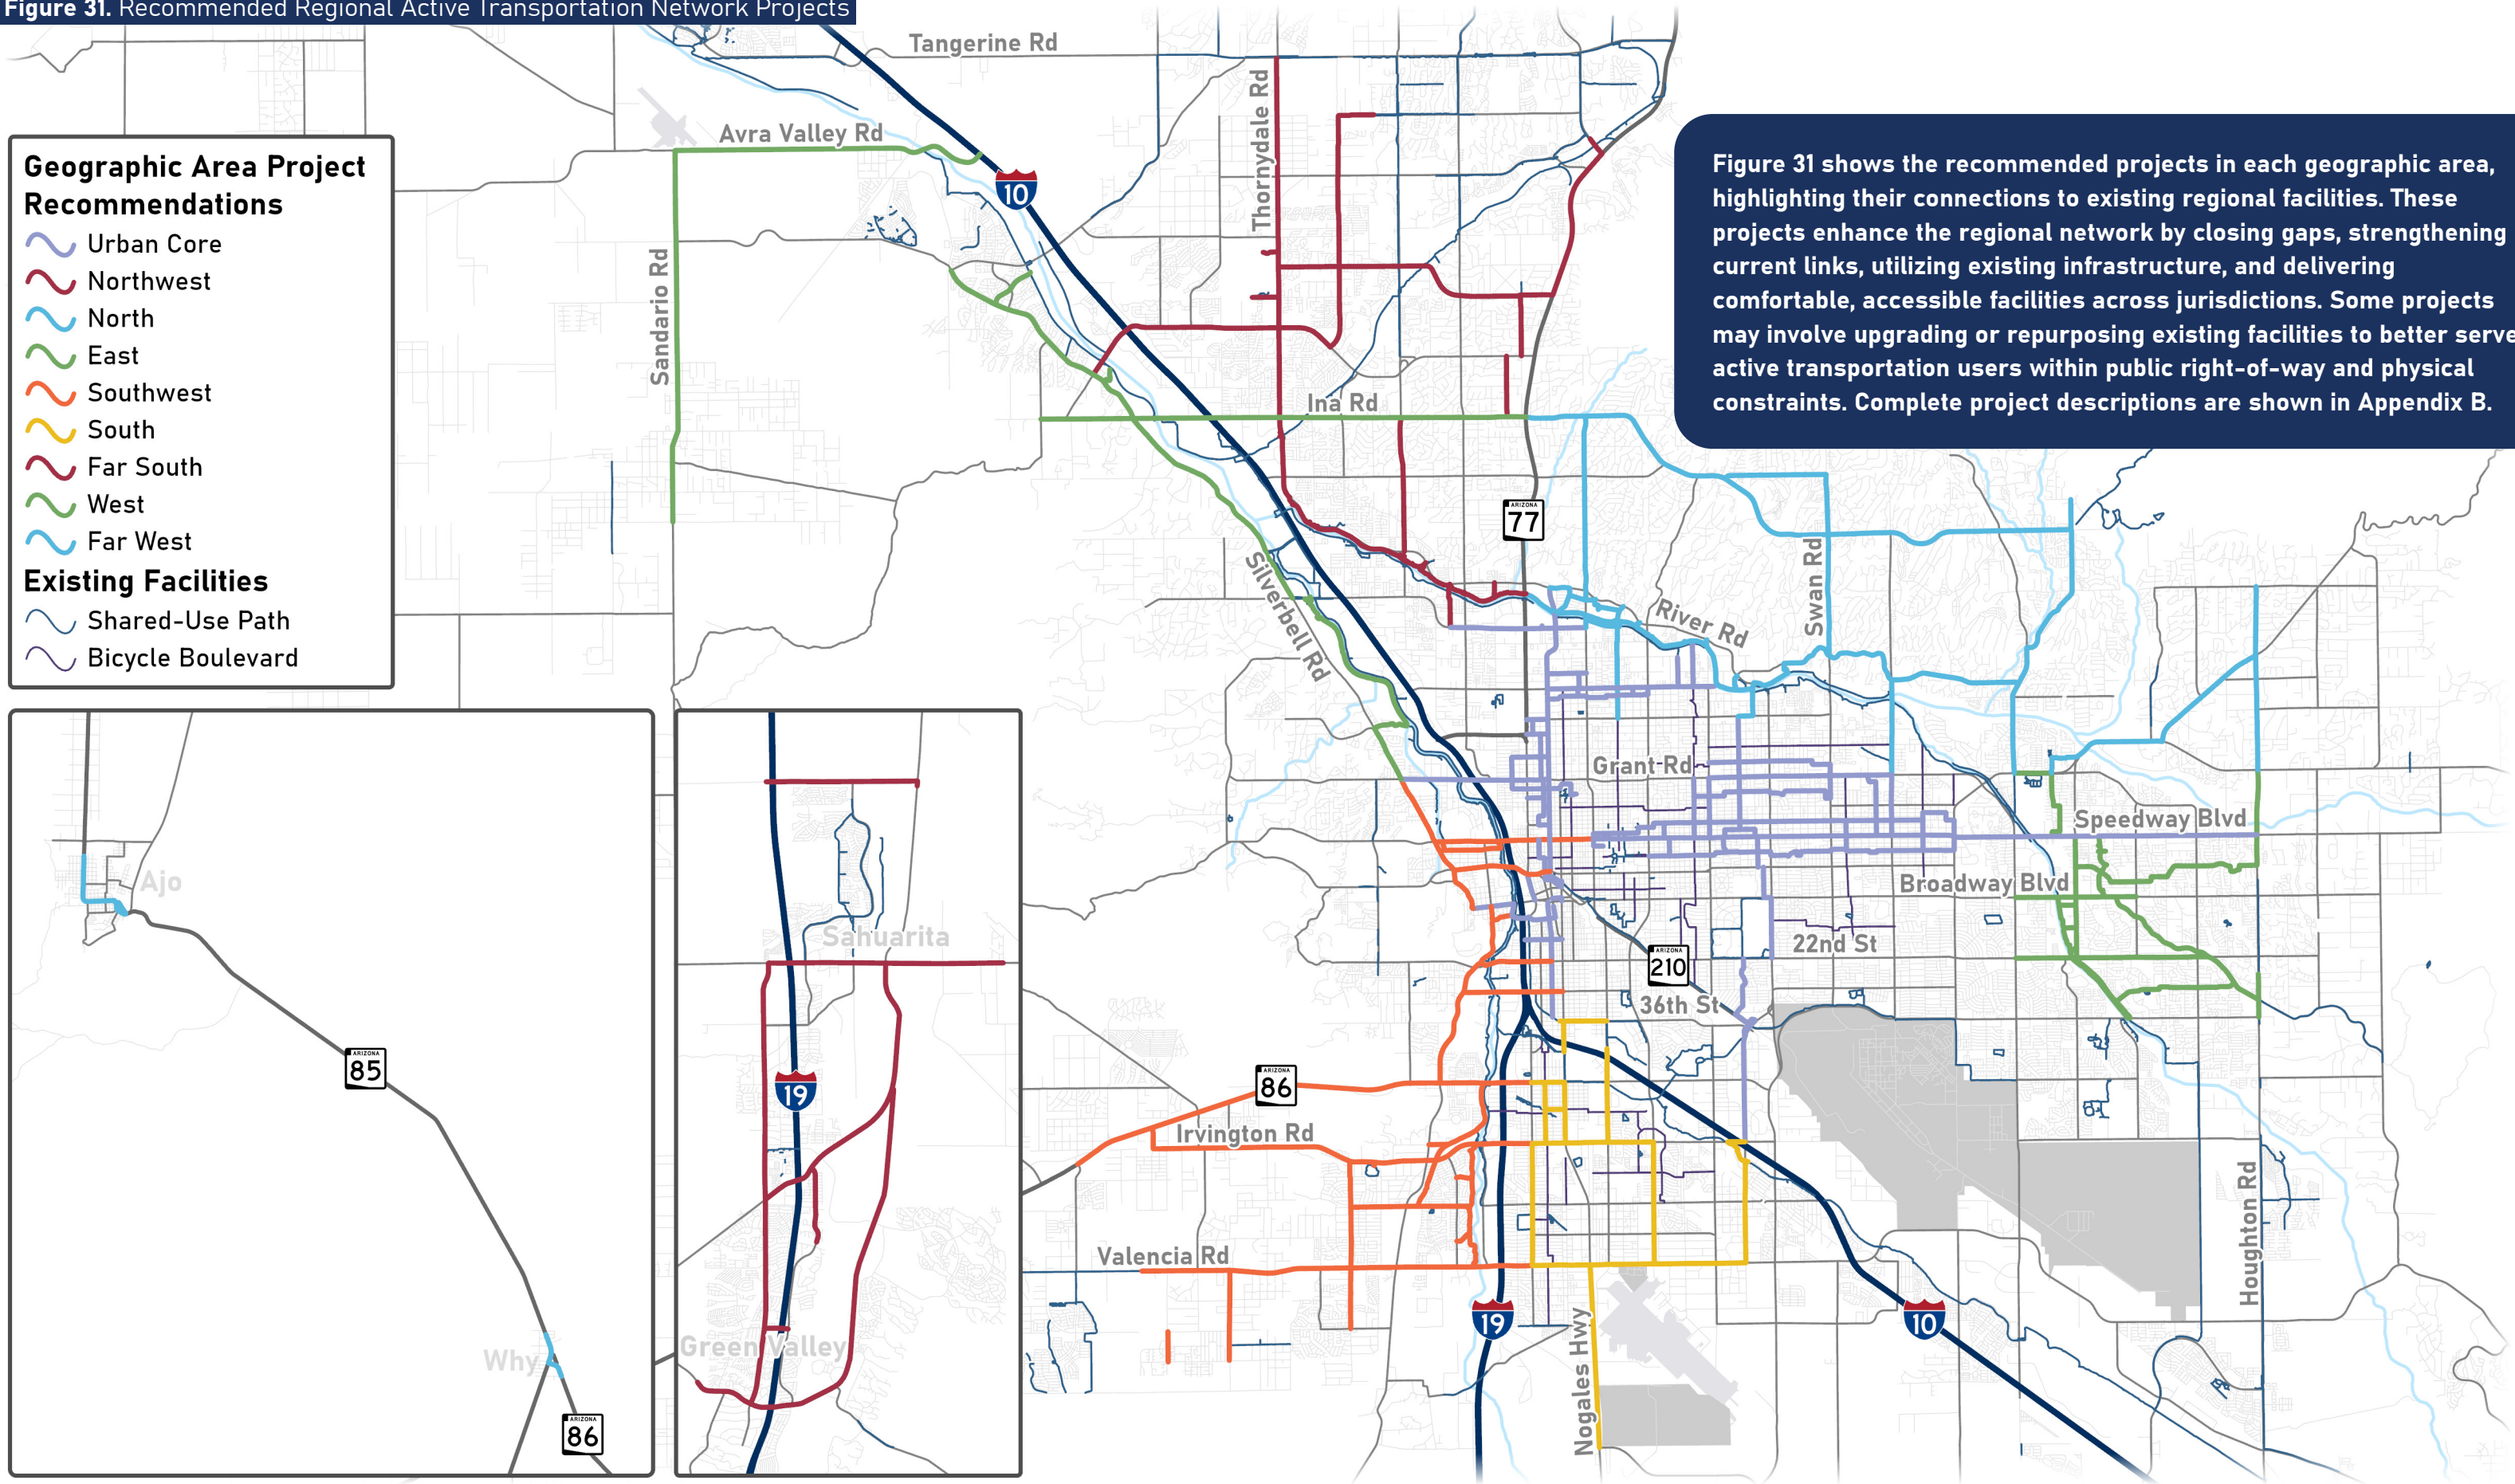 Figure 31. Recommended Regional Active Transportation Network Projects
Tangerine Rd
Thornydale Rd
Avra Valley Rd
10
Sandario Rd
Ina Rd
Geographic Area Project
Recommendations
Urban Core
Northwest
North
East
Southwest
South
Far South
West
Far West
Existing Facilities
Shared-Use Path
Bicycle Boulevard
Figure 31 shows the recommended projects in each geographic area,
highlighting their connections to existing regional facilities. These
projects enhance the regional network by closing gaps, strengthening
current links, utilizing existing infrastructure, and delivering
comfortable, accessible facilities across jurisdictions. Some projects
may involve upgrading or repurposing existing facilities to better serve
active transportation users within public right-of-way and physical
constraints. Complete project descriptions are shown in Appendix B.
ARIZONA
77
Silverbell Rd
River Rd
Swan Rd
Grant Rd
Speedway Blvd
Broadway Blvd
22nd St
ARIZONA
210
36th St
ARIZONA
86
Irvington Rd
Valencia Rd
19
Nogales Hwy
10
Houghton Rd
Ajo
ARIZONA
85
Why
ARIZONA
86
Sahuarita
19
Green Valley